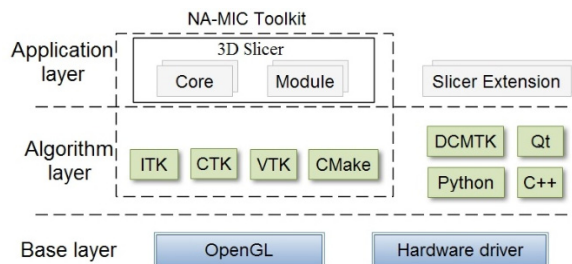 NA-MIC Toolkit
3D Slicer
Application
layer
Core
Module
Slicer Extension
Algorithm
layer
ITK
CTK
VTK
CMake
DCMTK
Qt
Python
C++
Base layer
OpenGL
Hardware driver